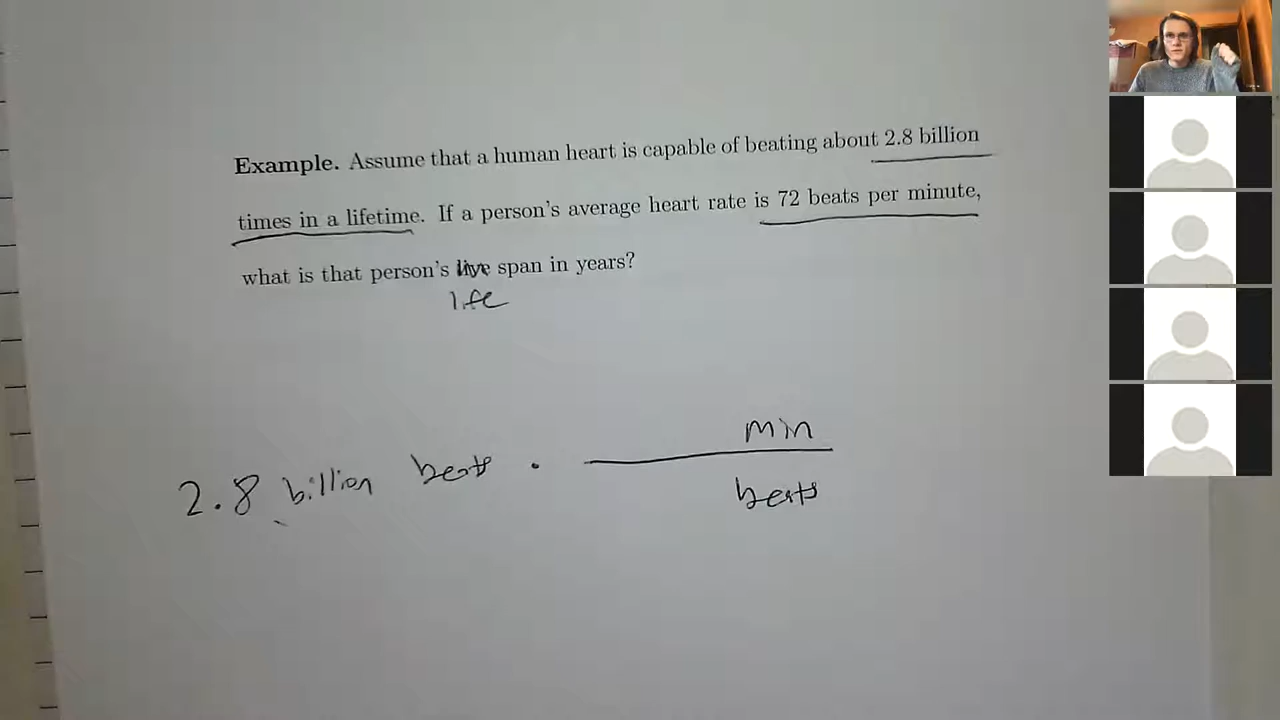 Example. Assume that a human heart is capable of beating about 2.8 billion
times in a lifetime. If a person's average heart rate is 72 beats per minute,
what is that person's live span in years?
life
min
2.8 billion beats ·
beats